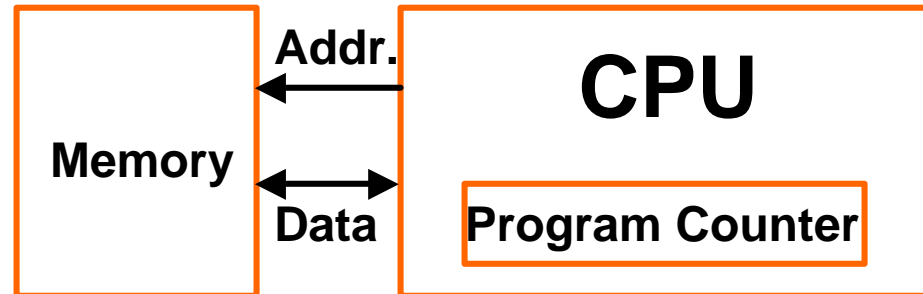 Addr.
CPU
Memory
Data
Program Counter